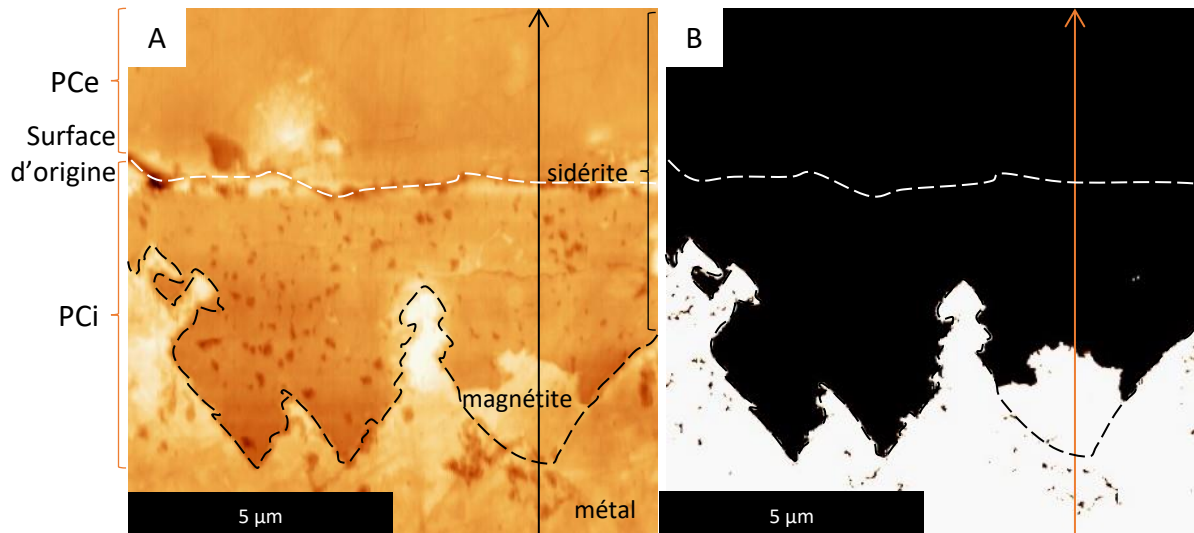 A
B
PCe
Surface
d'origine
sidérite
PCi
magnétite
métal
5 µm
5 µm